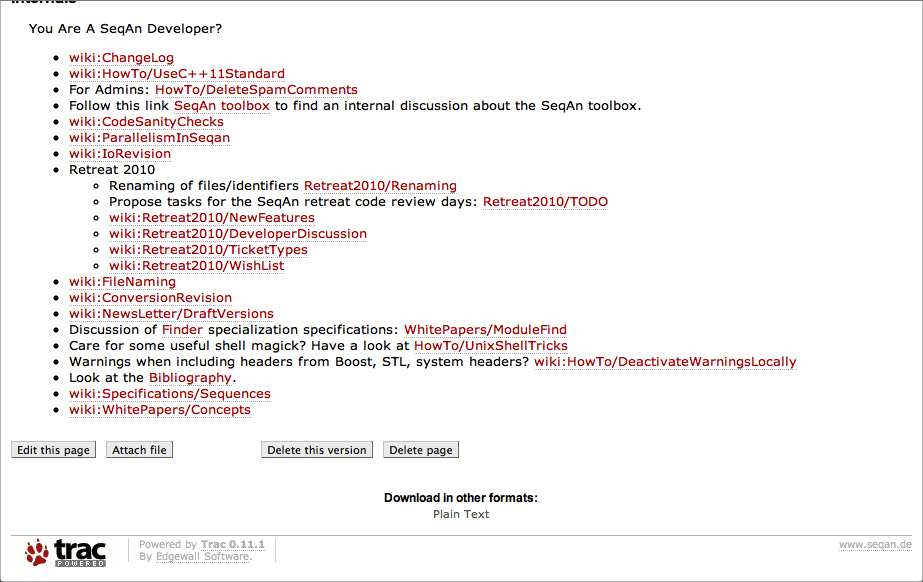 Internals
You Are A SeqAn Developer?
wiki:ChangeLog
wiki:HowTo/UseC++11Standard
For Admins: HowTo/DeleteSpamComments
Follow this link SeqAn toolbox to find an internal discussion about the SeqAn toolbox.
wiki:CodeSanityChecks
wiki:ParallelismInSeqan
wiki:IoRevision
Retreat 2010
Renaming of files/identifiers Retreat2010/Renaming
Propose tasks for the SeqAn retreat code review days: Retreat2010/TODO
wiki:Retreat2010/NewFeatures
wiki:Retreat2010/DeveloperDiscussion
wiki:Retreat2010/TicketTypes
wiki:Retreat2010/WishList
wiki:FileNaming
wiki:ConversionRevision
wiki:NewsLetter/DraftVersions
Discussion of Finder specialization specifications: WhitePapers/ModuleFind
Care for some useful shell magick? Have a look at HowTo/UnixShellTricks
Warnings when including headers from Boost, STL, system headers? wiki:HowTo/DeactivateWarningsLocally
Look at the Bibliography.
wiki:Specifications/Sequences
wiki:WhitePapers/Concepts
Edit this page Attach file Delete this version Delete page
Download in other formats:
Plain Text
trac POWERED
Powered by Trac 0.11.1
By Edgewall Software.
www.seqan.de